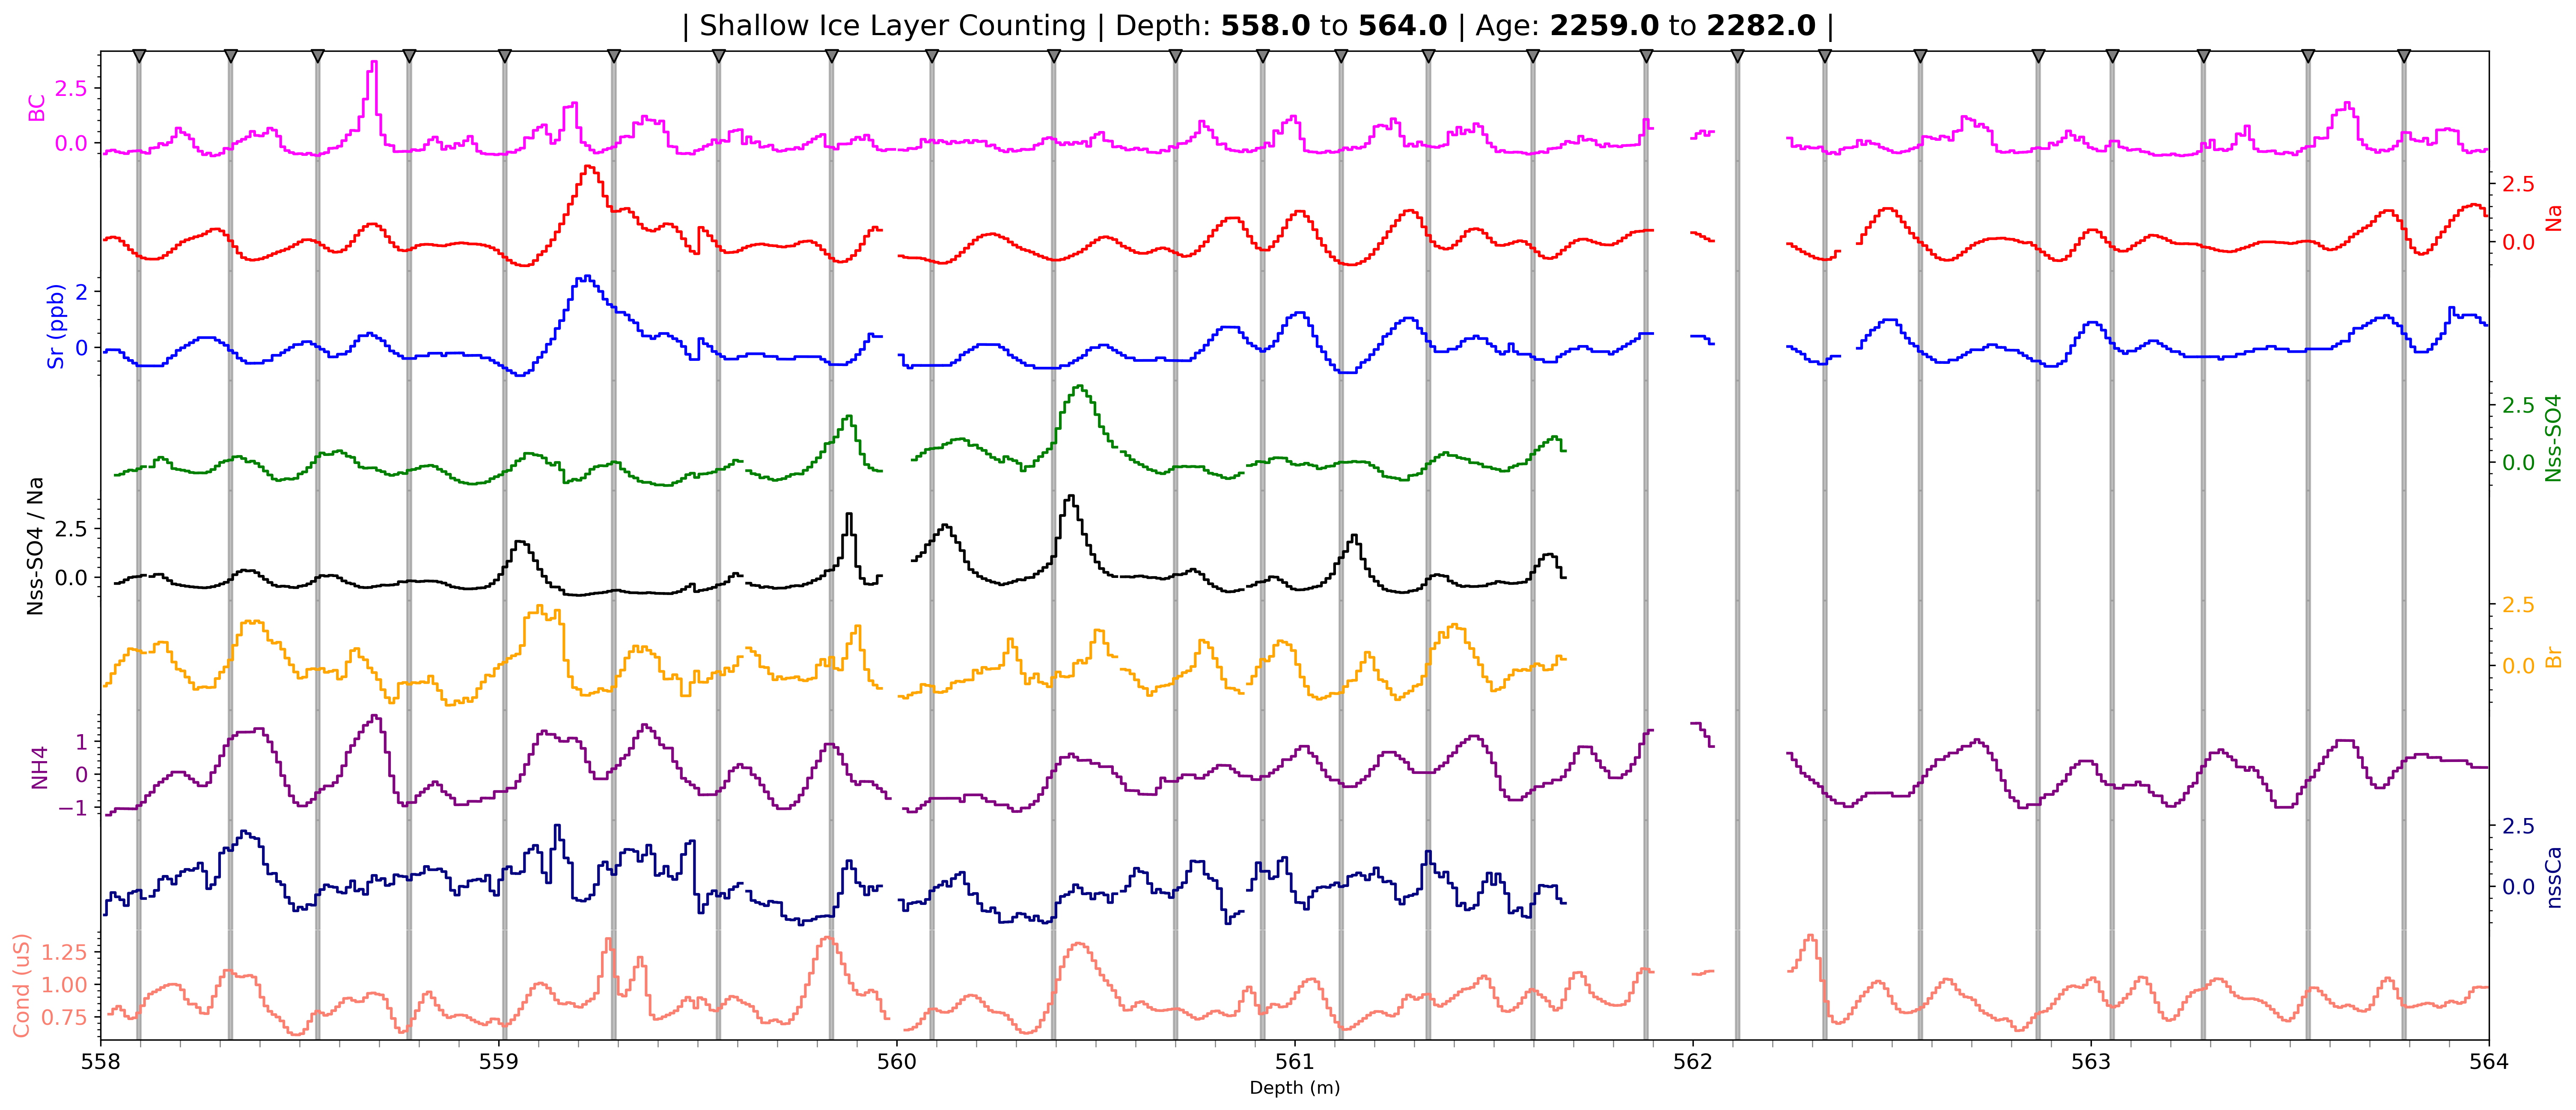 | Shallow Ice Layer Counting | Depth: 558.0 to 564.0 | Age: 2259.0 to 2282.0 |
BC
2.5
0.0
2.5
0.0
Na
Sr (ppb)
2
0
2.5
0.0
Nss-SO4
Nss-SO4 / Na
2.5
0.0
2.5
0.0
Br
NH4
1
0
−1
2.5
0.0
nssCa
Cond (uS)
1.25
1.00
0.75
558 559 560 561 562 563 564
Depth (m)